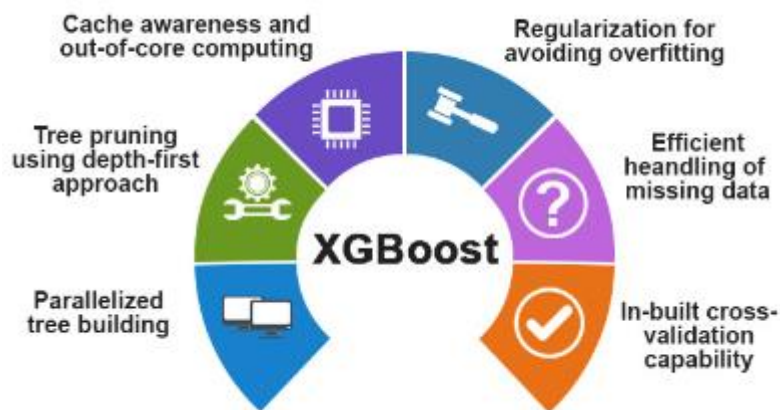 Cache awareness and
out-of-core computing
Regularization for
avoiding overfitting
Tree pruning
using depth-first
approach
Efficient
heandling of
missing data
XGBoost
Parallelized
tree building
In-built cross-
validation
capability